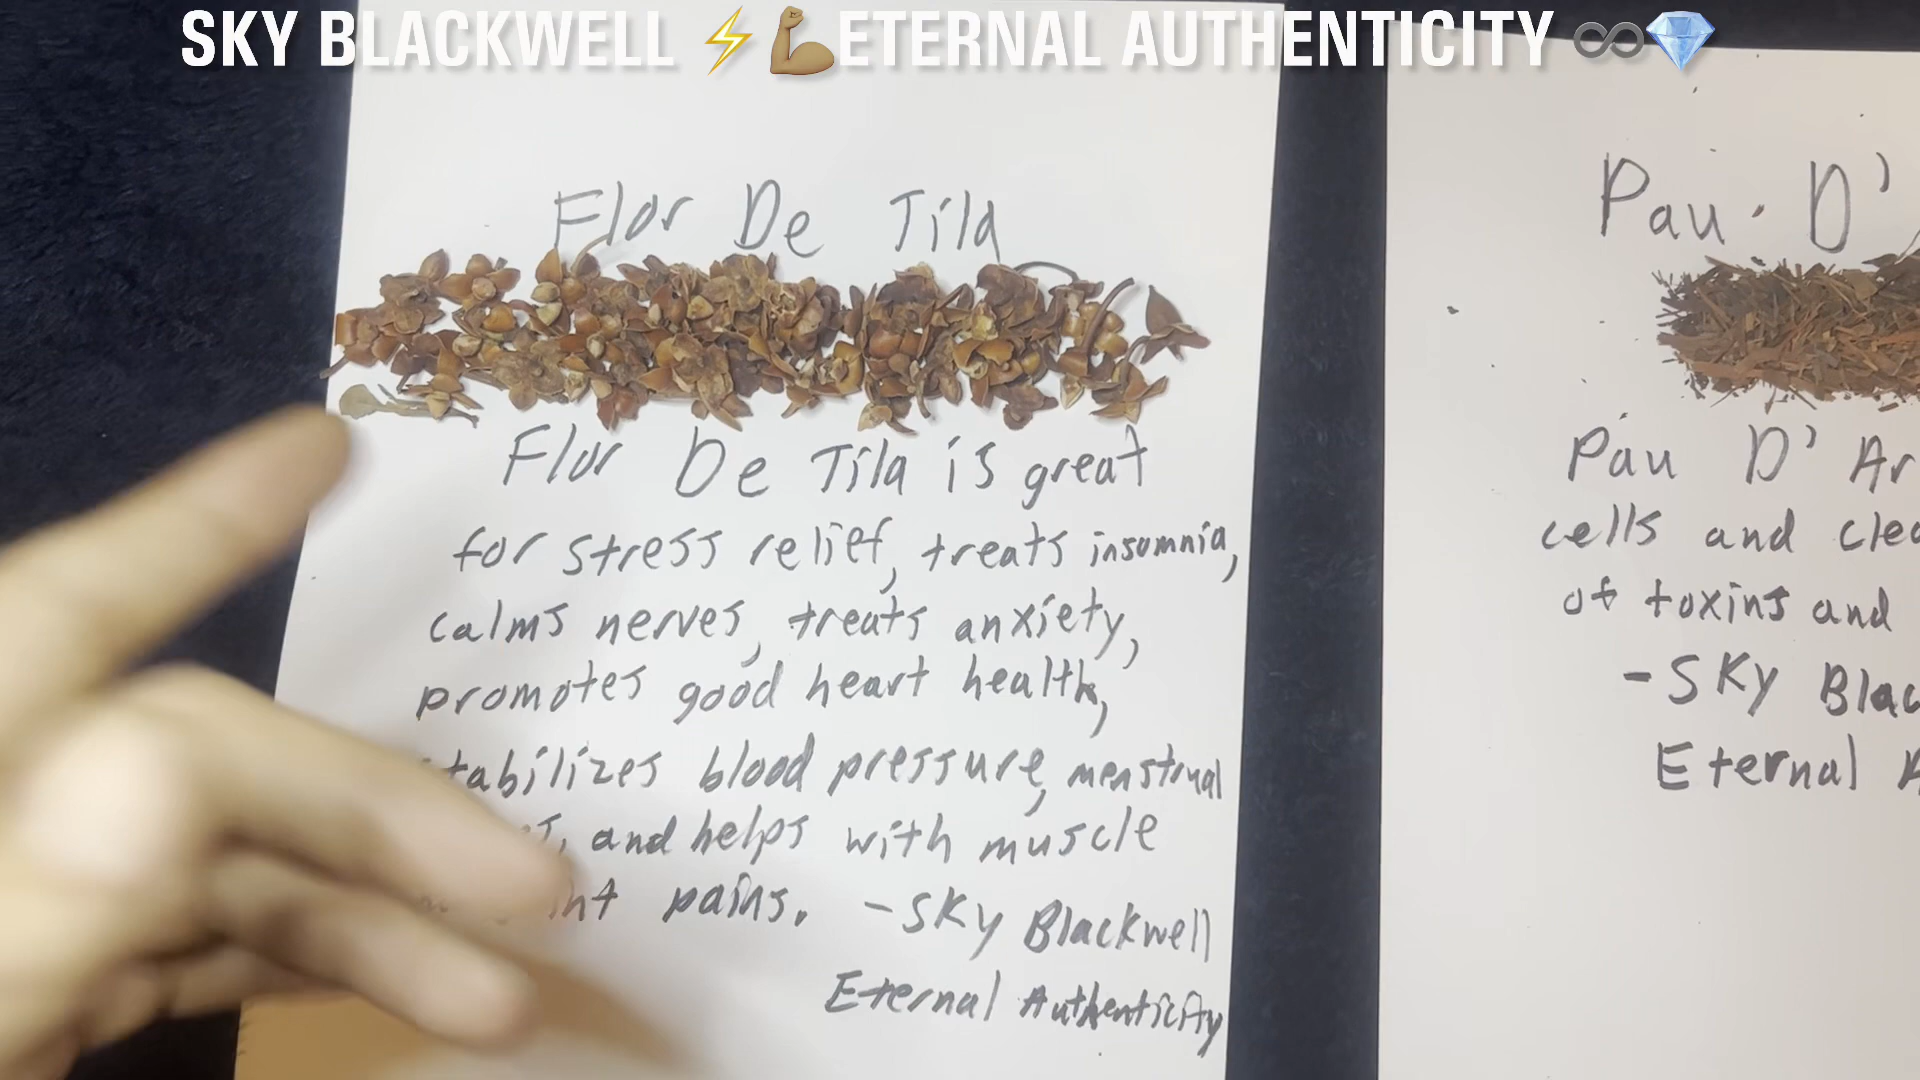 SKY BLACKWELL ⚡💪🏽ETERNAL AUTHENTICITY ♾️💎
Flor De Tila
Flor De Tila is great
for stress relief, treats insomnia,
calms nerves, treats anxiety,
promotes good heart health,
stabilizes blood pressure, menstrual
and helps with muscle
pains. -Sky Blackwell
Eternal Authenticity
Pau D'
Pau D' Ar
cells and clea
of toxins and
-Sky Blac
Eternal A